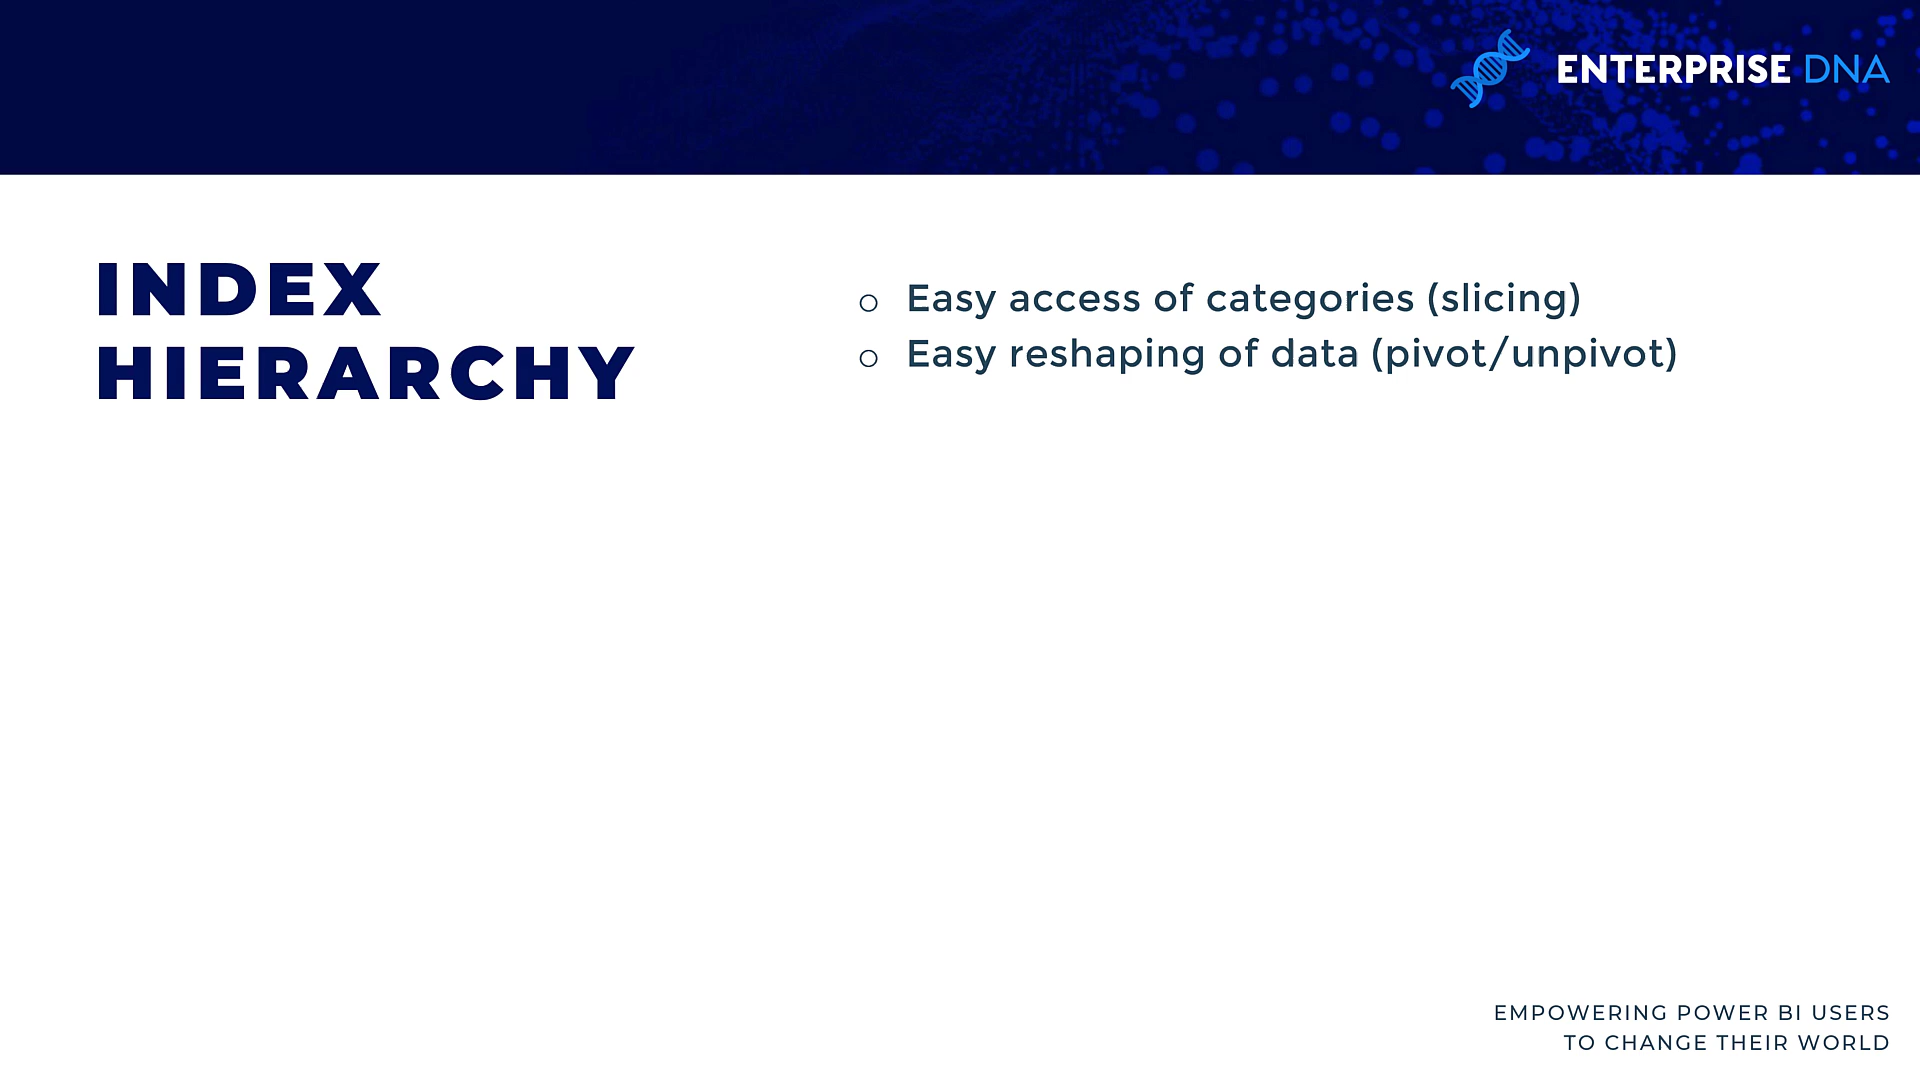 ENTERPRISE DNA
INDEX
HIERARCHY
○ Easy access of categories (slicing)
○ Easy reshaping of data (pivot/unpivot)
EMPOWERING POWER BI USERS
TO CHANGE THEIR WORLD